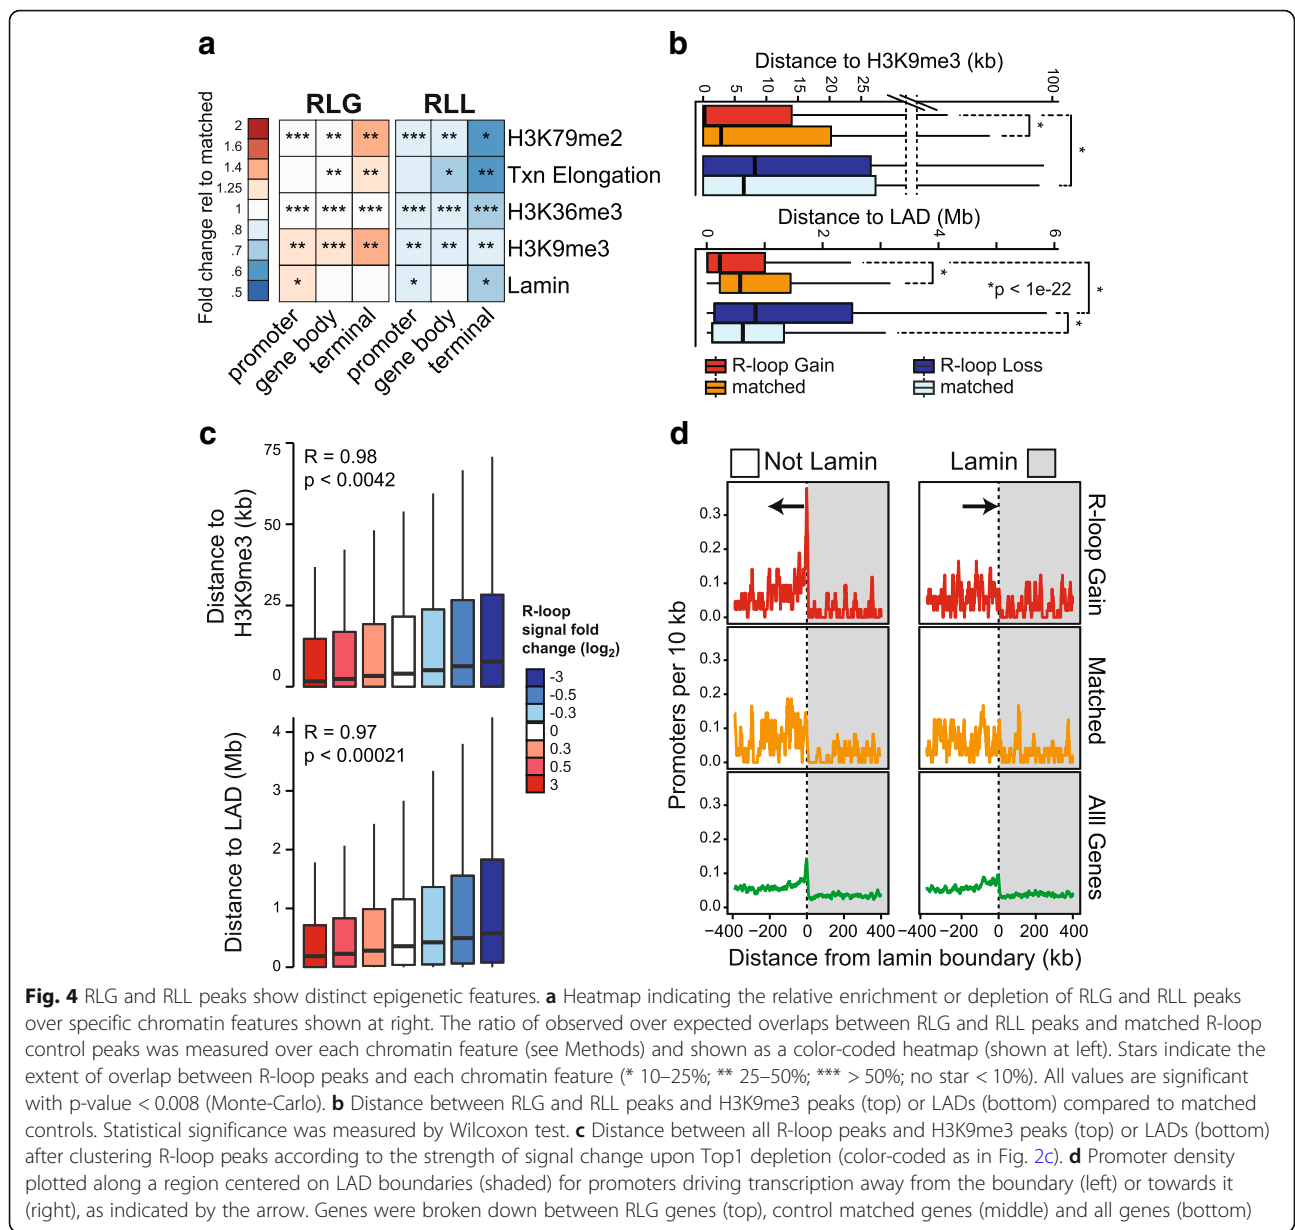 a
RLG RLL
Fold change rel to matched
2
1.6
1.4
1.25
1
.8
.7
.6
.5
*** ** ** *** ** * H3K79me2
** ** * ** Txn Elongation
*** *** *** *** *** *** H3K36me3
** *** ** ** ** ** H3K9me3
* * * Lamin
promoter gene body terminal promoter gene body terminal
b
Distance to H3K9me3 (kb)
0 5 10 15 20 25 100
*
*
Distance to LAD (Mb)
0 2 4 6
*
*p < 1e-22
*
*
R-loop Gain R-loop Loss
matched matched
c
R = 0.98
p < 0.0042
Distance to
H3K9me3 (kb)
75
50
25
0
R = 0.97
p < 0.00021
Distance to LAD (Mb)
4
3
2
1
0
R-loop
signal fold
change (log2)
-3
-0.5
-0.3
0
0.3
0.5
3
d
Not Lamin Lamin
Promoters per 10 kb
0.3
0.2
0.1
0.0
R-loop Gain
0.3
0.2
0.1
0.0
Matched
0.3
0.2
0.1
0.0
Alll Genes
−400 -200 0 200 400 −400 -200 0 200 400
Distance from lamin boundary (kb)
Fig. 4 RLG and RLL peaks show distinct epigenetic features. a Heatmap indicating the relative enrichment or depletion of RLG and RLL peaks
over specific chromatin features shown at right. The ratio of observed over expected overlaps between RLG and RLL peaks and matched R-loop
control peaks was measured over each chromatin feature (see Methods) and shown as a color-coded heatmap (shown at left). Stars indicate the
extent of overlap between R-loop peaks and each chromatin feature (* 10–25%; ** 25–50%; *** > 50%; no star < 10%). All values are significant
with p-value < 0.008 (Monte-Carlo). b Distance between RLG and RLL peaks and H3K9me3 peaks (top) or LADs (bottom) compared to matched
controls. Statistical significance was measured by Wilcoxon test. c Distance between all R-loop peaks and H3K9me3 peaks (top) or LADs (bottom)
after clustering R-loop peaks according to the strength of signal change upon Top1 depletion (color-coded as in Fig. 2c). d Promoter density
plotted along a region centered on LAD boundaries (shaded) for promoters driving transcription away from the boundary (left) or towards it
(right), as indicated by the arrow. Genes were broken down between RLG genes (top), control matched genes (middle) and all genes (bottom)